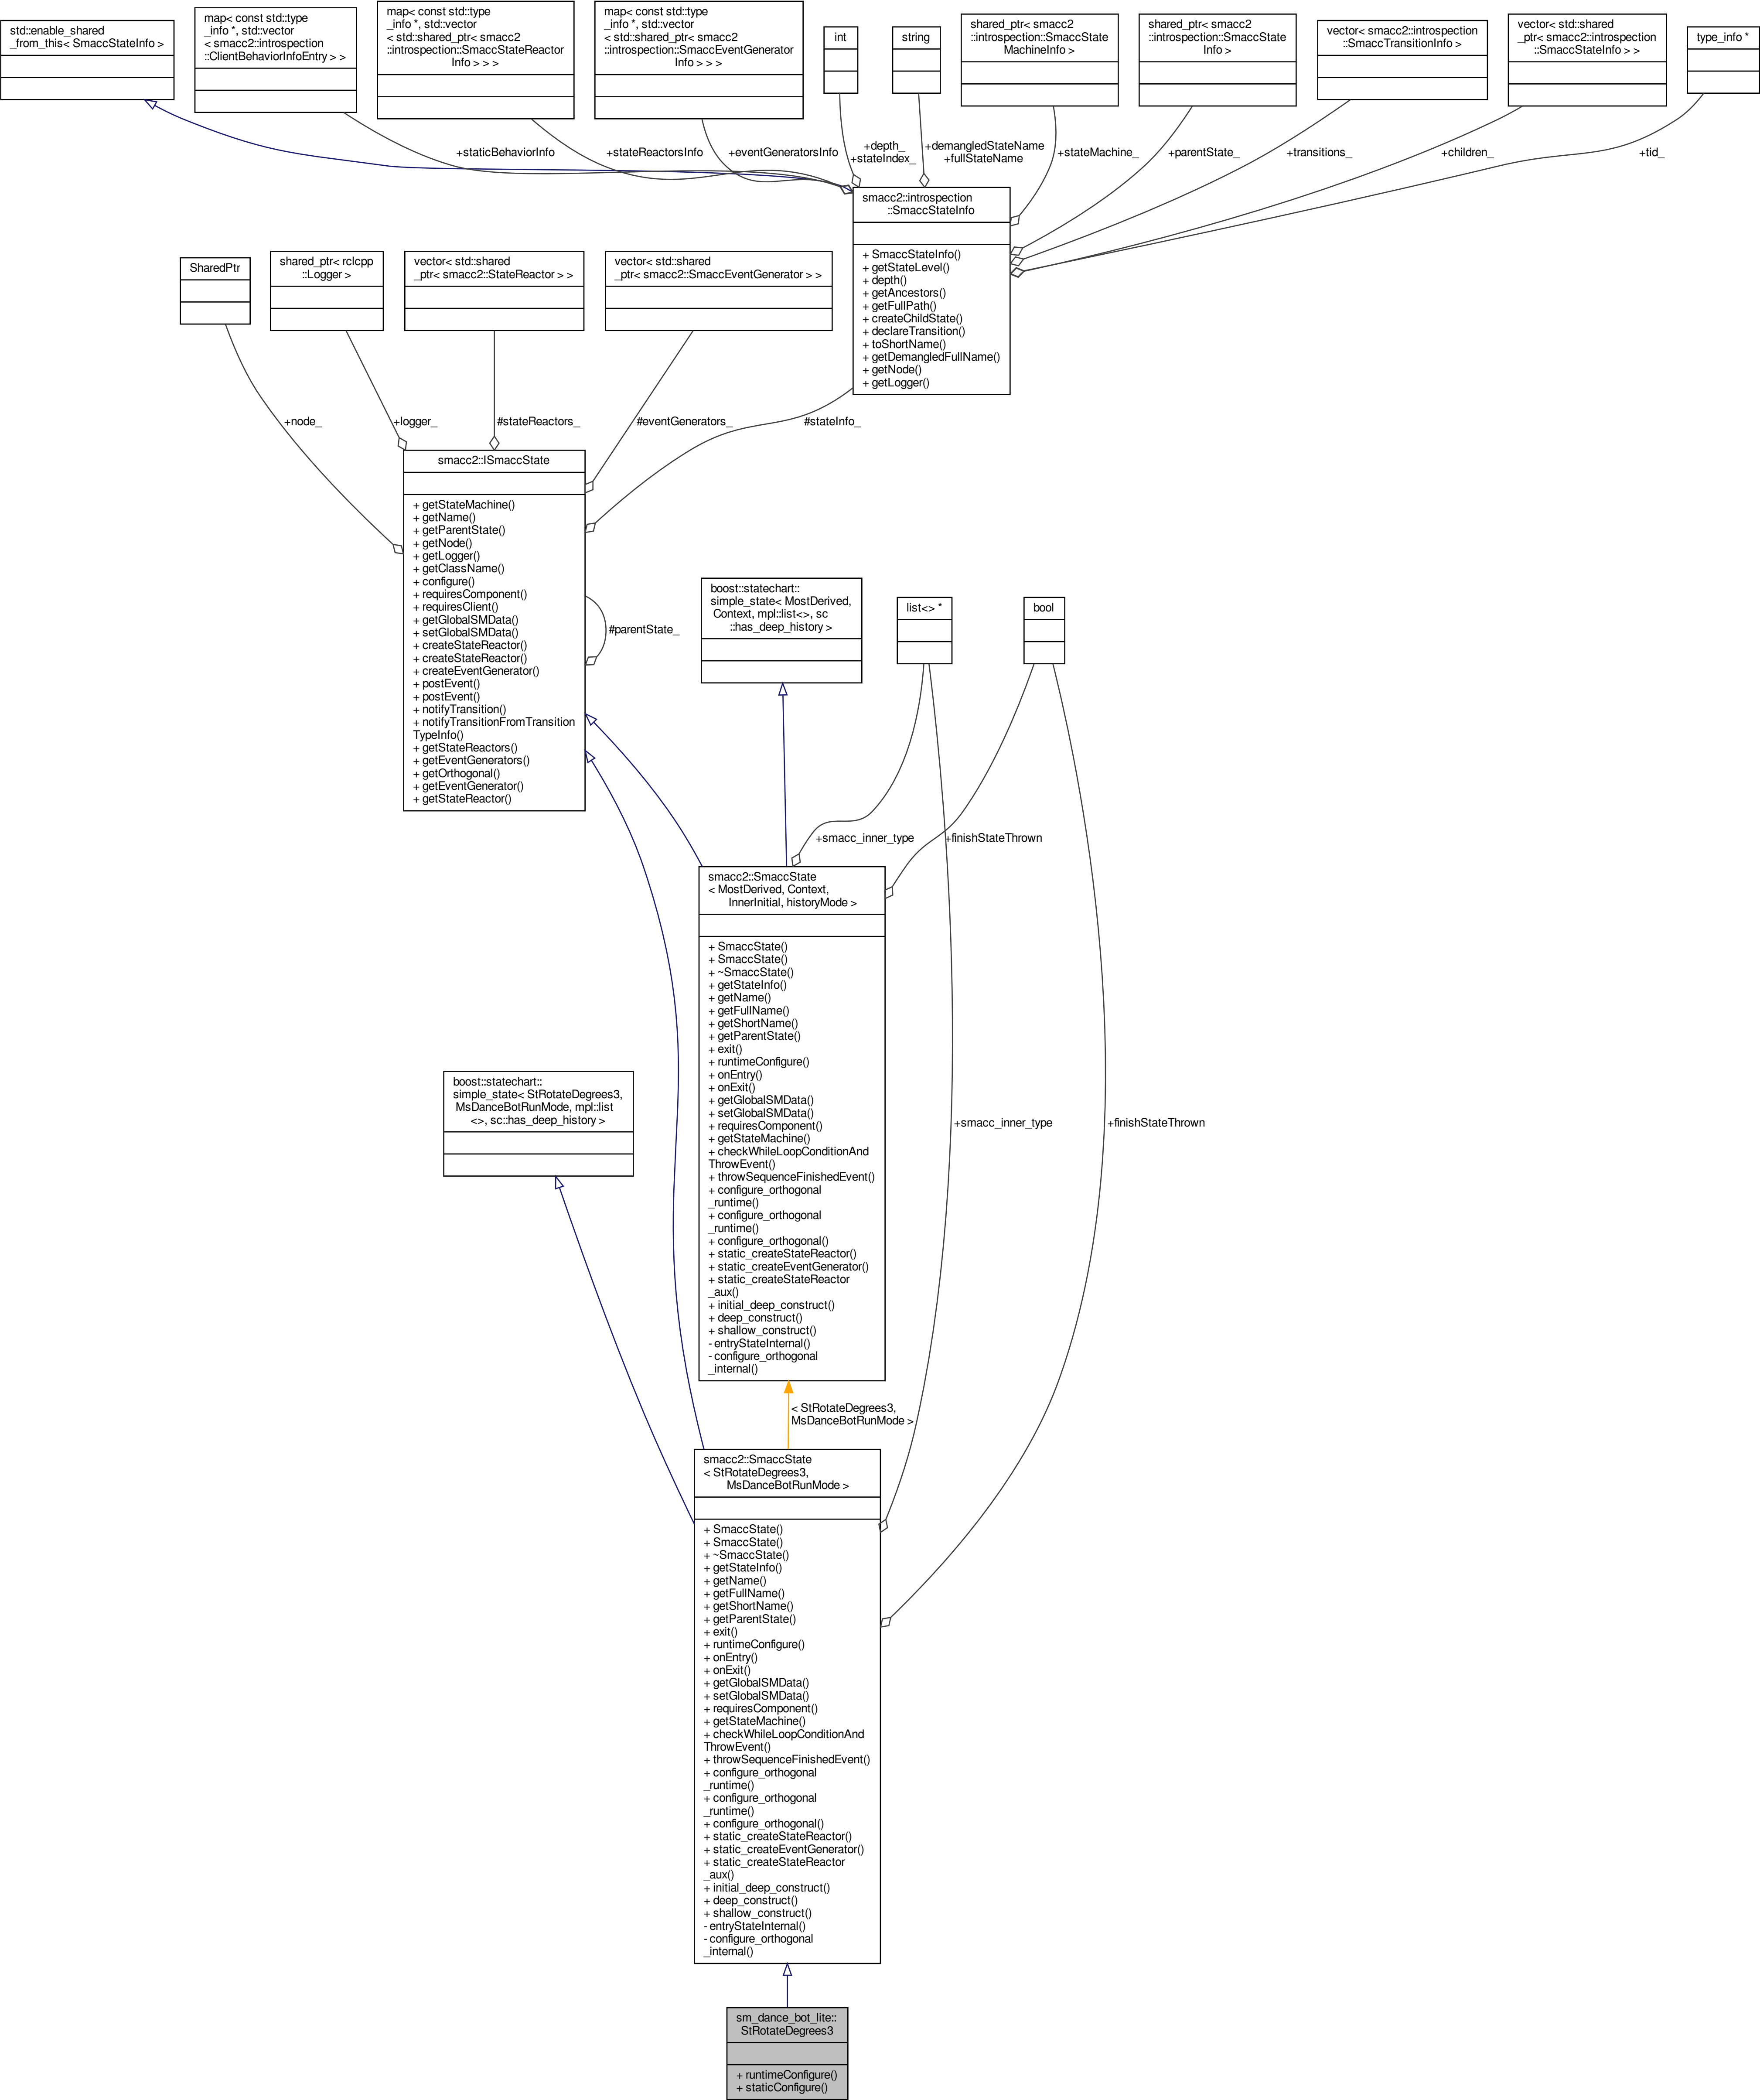 std::enable_shared
_from_this< SmaccStateInfo >
map< const std::type
_info *, std::vector
< smacc2::introspection
::ClientBehaviorInfoEntry > >
map< const std::type
_info *, std::vector
< std::shared_ptr< smacc2
::introspection::SmaccStateReactor
Info > > >
map< const std::type
_info *, std::vector
< std::shared_ptr< smacc2
::introspection::SmaccEventGenerator
Info > > >
int
string
shared_ptr< smacc2
::introspection::SmaccState
MachineInfo >
shared_ptr< smacc2
::introspection::SmaccState
Info >
vector< smacc2::introspection
::SmaccTransitionInfo >
vector< std::shared
_ptr< smacc2::introspection
::SmaccStateInfo > >
type_info *
+staticBehaviorInfo
+stateReactorsInfo
+eventGeneratorsInfo
+depth_
+stateIndex_
+demangledStateName
+fullStateName
+stateMachine_
+parentState_
+transitions_
+children_
+tid_
smacc2::introspection
::SmaccStateInfo
+ SmaccStateInfo()
+ getStateLevel()
+ depth()
+ getAncestors()
+ getFullPath()
+ createChildState()
+ declareTransition()
+ toShortName()
+ getDemangledFullName()
+ getNode()
+ getLogger()
SharedPtr
shared_ptr< rclcpp
::Logger >
vector< std::shared
_ptr< smacc2::StateReactor > >
vector< std::shared
_ptr< smacc2::SmaccEventGenerator > >
+node_
+logger_
#stateReactors_
#eventGenerators_
#stateInfo_
smacc2::ISmaccState
+ getStateMachine()
+ getName()
+ getParentState()
+ getNode()
+ getLogger()
+ getClassName()
+ configure()
+ requiresComponent()
+ requiresClient()
+ getGlobalSMData()
+ setGlobalSMData()
+ createStateReactor()
+ createStateReactor()
+ createEventGenerator()
+ postEvent()
+ postEvent()
+ notifyTransition()
+ notifyTransitionFromTransition
TypeInfo()
+ getStateReactors()
+ getEventGenerators()
+ getOrthogonal()
+ getEventGenerator()
+ getStateReactor()
#parentState_
boost::statechart::
simple_state< MostDerived,
Context, mpl::list<>, sc
::has_deep_history >
list<> *
bool
+smacc_inner_type
+finishStateThrown
smacc2::SmaccState
< MostDerived, Context,
InnerInitial, historyMode >
+ SmaccState()
+ SmaccState()
+ ~SmaccState()
+ getStateInfo()
+ getName()
+ getFullName()
+ getShortName()
+ getParentState()
+ exit()
+ runtimeConfigure()
+ onEntry()
+ onExit()
+ getGlobalSMData()
+ setGlobalSMData()
+ requiresComponent()
+ getStateMachine()
+ checkWhileLoopConditionAnd
ThrowEvent()
+ throwSequenceFinishedEvent()
+ configure_orthogonal
_runtime()
+ configure_orthogonal
_runtime()
+ configure_orthogonal()
+ static_createStateReactor()
+ static_createEventGenerator()
+ static_createStateReactor
_aux()
+ initial_deep_construct()
+ deep_construct()
+ shallow_construct()
- entryStateInternal()
- configure_orthogonal
_internal()
boost::statechart::
simple_state< StRotateDegrees3,
MsDanceBotRunMode, mpl::list
<>, sc::has_deep_history >
+smacc_inner_type
+finishStateThrown
< StRotateDegrees3,
MsDanceBotRunMode >
smacc2::SmaccState
< StRotateDegrees3,
MsDanceBotRunMode >
+ SmaccState()
+ SmaccState()
+ ~SmaccState()
+ getStateInfo()
+ getName()
+ getFullName()
+ getShortName()
+ getParentState()
+ exit()
+ runtimeConfigure()
+ onEntry()
+ onExit()
+ getGlobalSMData()
+ setGlobalSMData()
+ requiresComponent()
+ getStateMachine()
+ checkWhileLoopConditionAnd
ThrowEvent()
+ throwSequenceFinishedEvent()
+ configure_orthogonal
_runtime()
+ configure_orthogonal
_runtime()
+ configure_orthogonal()
+ static_createStateReactor()
+ static_createEventGenerator()
+ static_createStateReactor
_aux()
+ initial_deep_construct()
+ deep_construct()
+ shallow_construct()
- entryStateInternal()
- configure_orthogonal
_internal()
sm_dance_bot_lite::
StRotateDegrees3
+ runtimeConfigure()
+ staticConfigure()